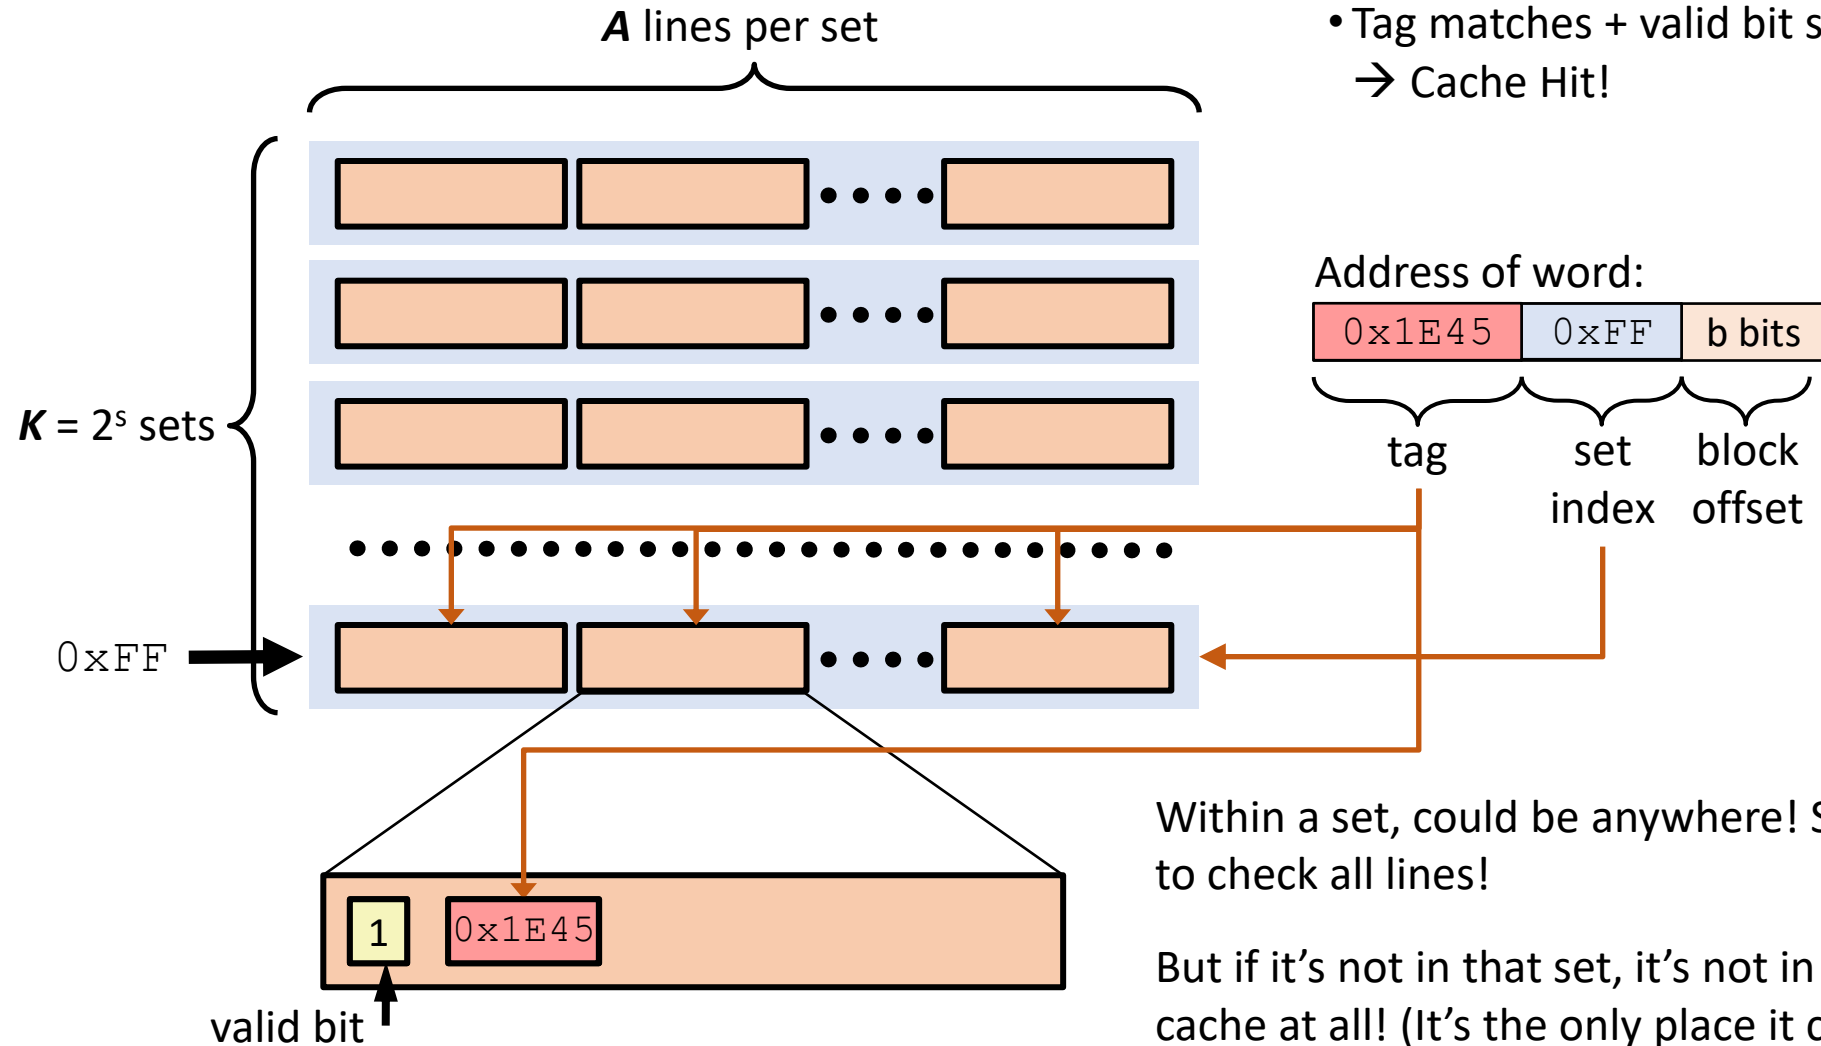 A lines per set
• Tag matches + valid bit s
→ Cache Hit!
Address of word:
0x1E45 0xFF b bits
tag set index block offset
K = 2ˢ sets
0xFF
1 0x1E45
valid bit
Within a set, could be anywhere! S
to check all lines!
But if it’s not in that set, it’s not in
cache at all! (It’s the only place it c